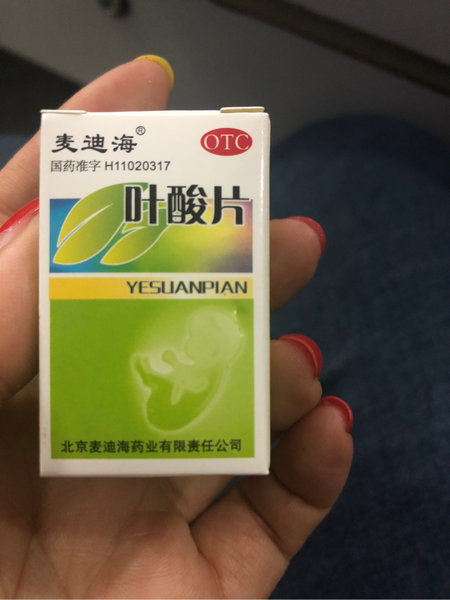 麦迪海®
OTC
国药准字 H11020317
叶酸片
YESUANPIAN
北京麦迪海药业有限责任公司